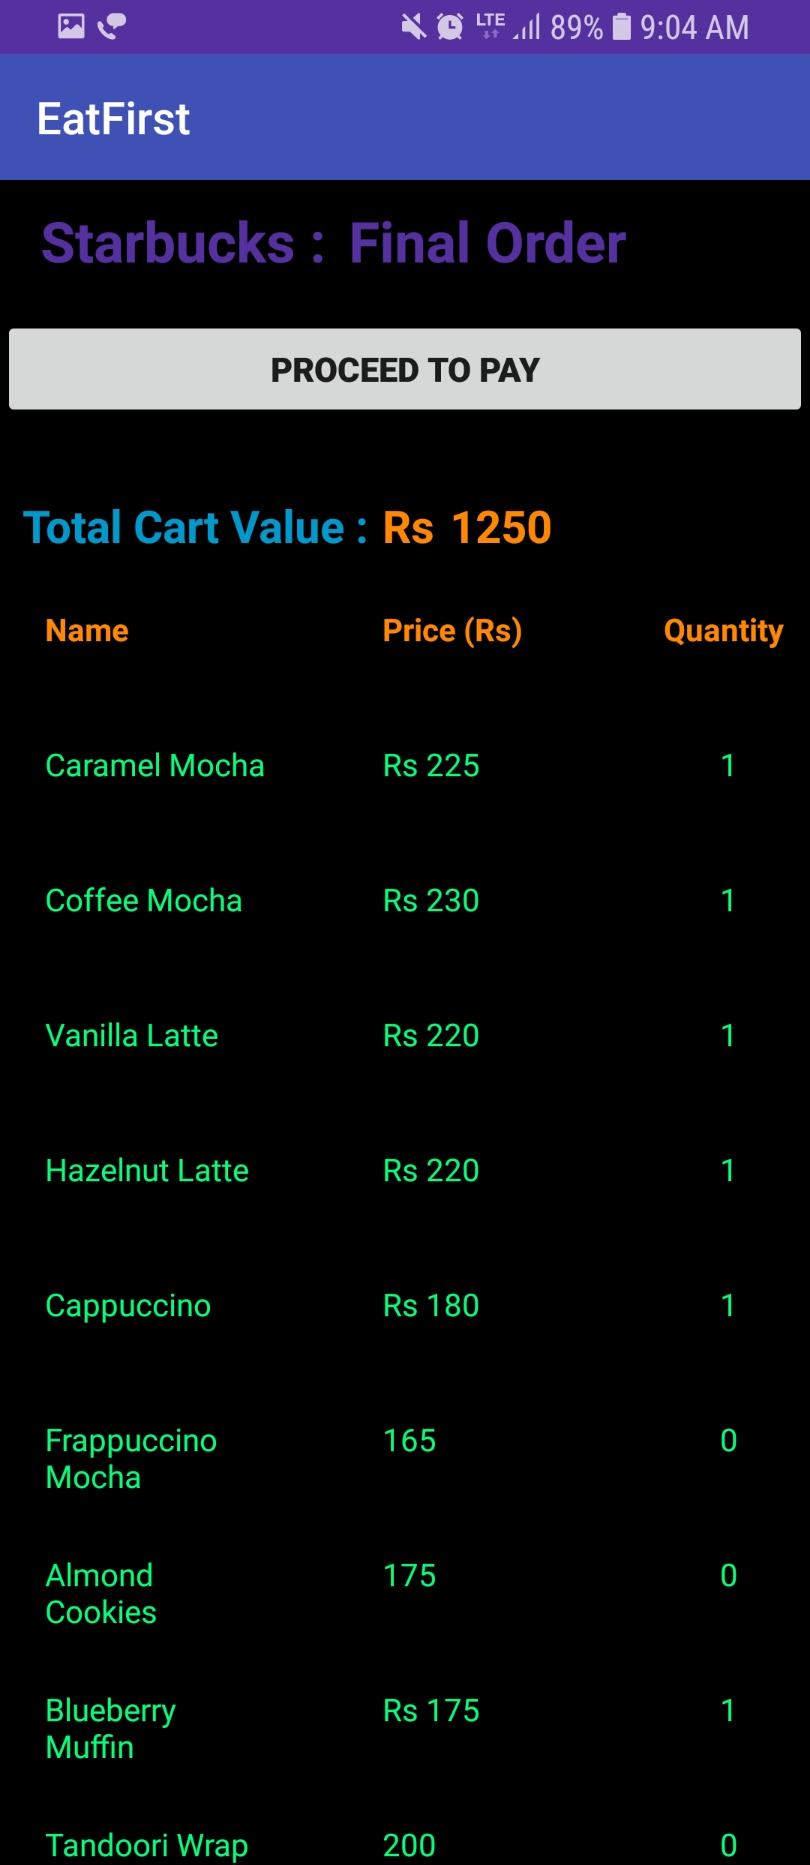 LTE 89% 9:04 AM
EatFirst
Starbucks : Final Order
PROCEED TO PAY
Total Cart Value : Rs 1250
Name Price (Rs) Quantity
Caramel Mocha Rs 225 1
Coffee Mocha Rs 230 1
Vanilla Latte Rs 220 1
Hazelnut Latte Rs 220 1
Cappuccino Rs 180 1
Frappuccino 165 0
Mocha
Almond 175 0
Cookies
Blueberry Rs 175 1
Muffin
Tandoori Wrap 200 0